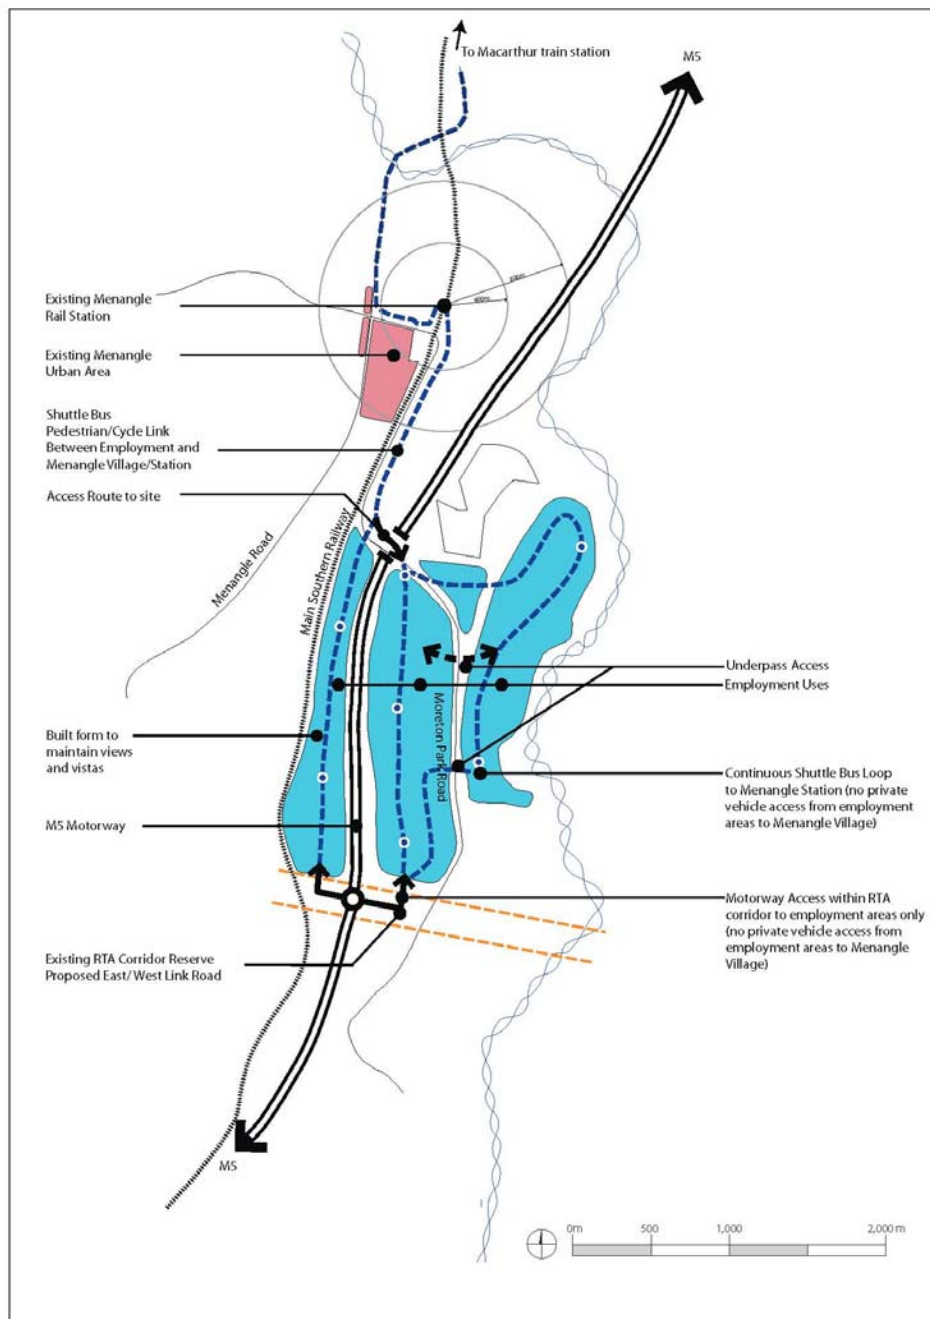 To Macarthur train station
M5
800m
400m
Existing Menangle
Rail Station
Existing Menangle
Urban Area
Shuttle Bus
Pedestrian/Cycle Link
Between Employment and
Menangle Village/Station
Access Route to site
Menangle Road
Main Southern Railway
Moreton Park Road
Underpass Access
Employment Uses
Built form to
maintain views
and vistas
Continuous Shuttle Bus Loop
to Menangle Station (no private
vehicle access from employment
areas to Menangle Village)
M5 Motorway
Motorway Access within RTA
corridor to employment areas only
(no private vehicle access from
employment areas to Menangle
Village)
Existing RTA Corridor Reserve
Proposed East/ West Link Road
M5
0m 500 1,000 2,000 m